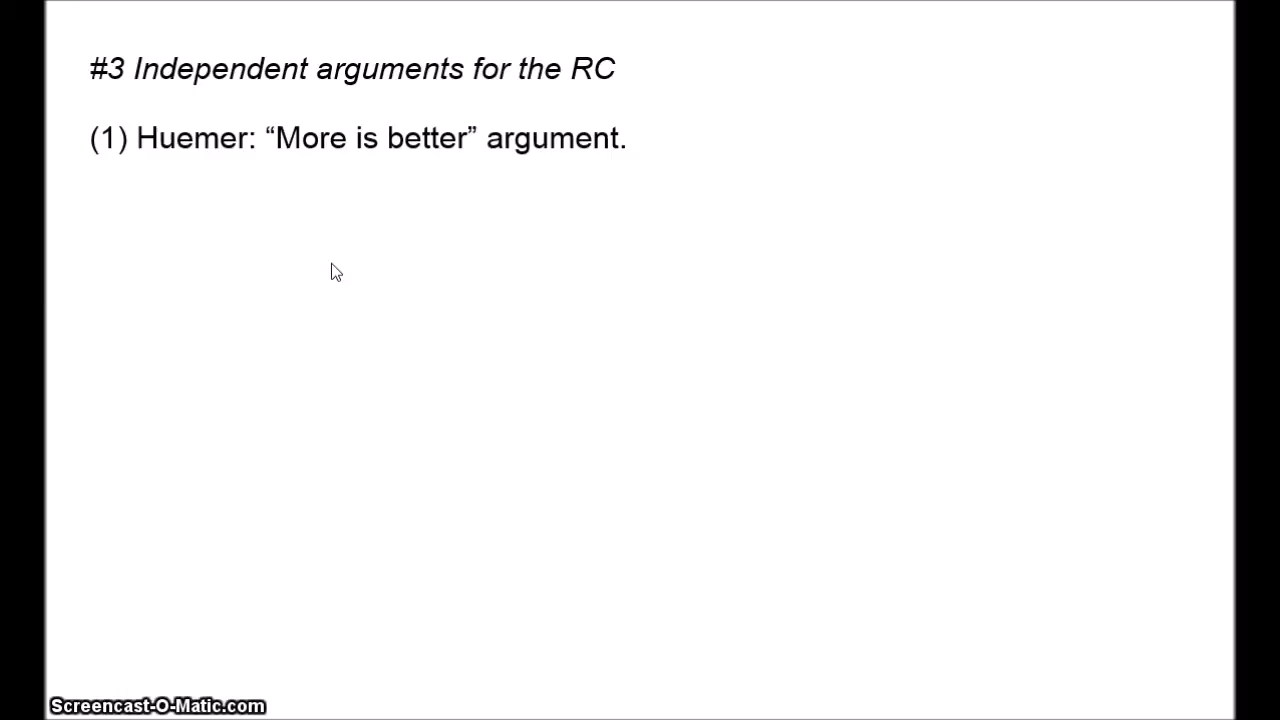 #3 Independent arguments for the RC
(1) Huemer: “More is better” argument.
Screencast-O-Matic.com